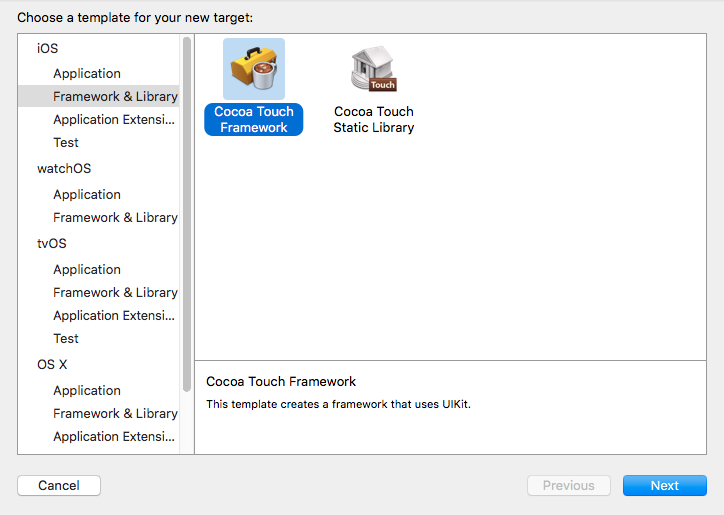 Choose a template for your new target:
iOS
Application
Framework & Library
Application Extensi...
Test
watchOS
Application
Framework & Library
tvOS
Application
Framework & Library
Application Extensi...
Test
OS X
Application
Framework & Library
Application Extensi...
Cocoa Touch
Framework
Touch
Cocoa Touch
Static Library
Cocoa Touch Framework
This template creates a framework that uses UIKit.
Cancel
Previous
Next